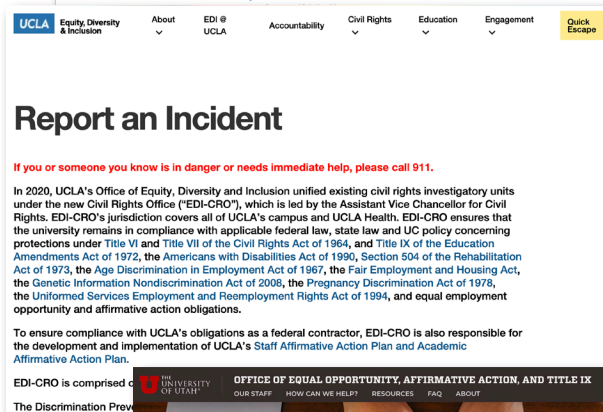 UCLA Equity, Diversity & Inclusion
About
EDI @ UCLA
Accountability
Civil Rights
Education
Engagement
Quick Escape
Report an Incident
If you or someone you know is in danger or needs immediate help, please call 911.
In 2020, UCLA's Office of Equity, Diversity and Inclusion unified existing civil rights investigatory units
under the new Civil Rights Office ("EDI-CRO"), which is led by the Assistant Vice Chancellor for Civil
Rights. EDI-CRO's jurisdiction covers all of UCLA's campus and UCLA Health. EDI-CRO ensures that
the university remains in compliance with applicable federal law, state law and UC policy concerning
protections under Title VI and Title VII of the Civil Rights Act of 1964, and Title IX of the Education
Amendments Act of 1972, the Americans with Disabilities Act of 1990, Section 504 of the Rehabilitation
Act of 1973, the Age Discrimination in Employment Act of 1967, the Fair Employment and Housing Act,
the Genetic Information Nondiscrimination Act of 2008, the Pregnancy Discrimination Act of 1978,
the Uniformed Services Employment and Reemployment Rights Act of 1994, and equal employment
opportunity and affirmative action obligations.
To ensure compliance with UCLA's obligations as a federal contractor, EDI-CRO is also responsible for
the development and implementation of UCLA's Staff Affirmative Action Plan and Academic
Affirmative Action Plan.
EDI-CRO is comprised
The Discrimination
THE UNIVERSITY OF UTAH®
OFFICE OF EQUAL OPPORTUNITY, AFFIRMATIVE ACTION, AND TITLE IX
OUR STAFF HOW CAN WE HELP? RESOURCES FAQ ABOUT